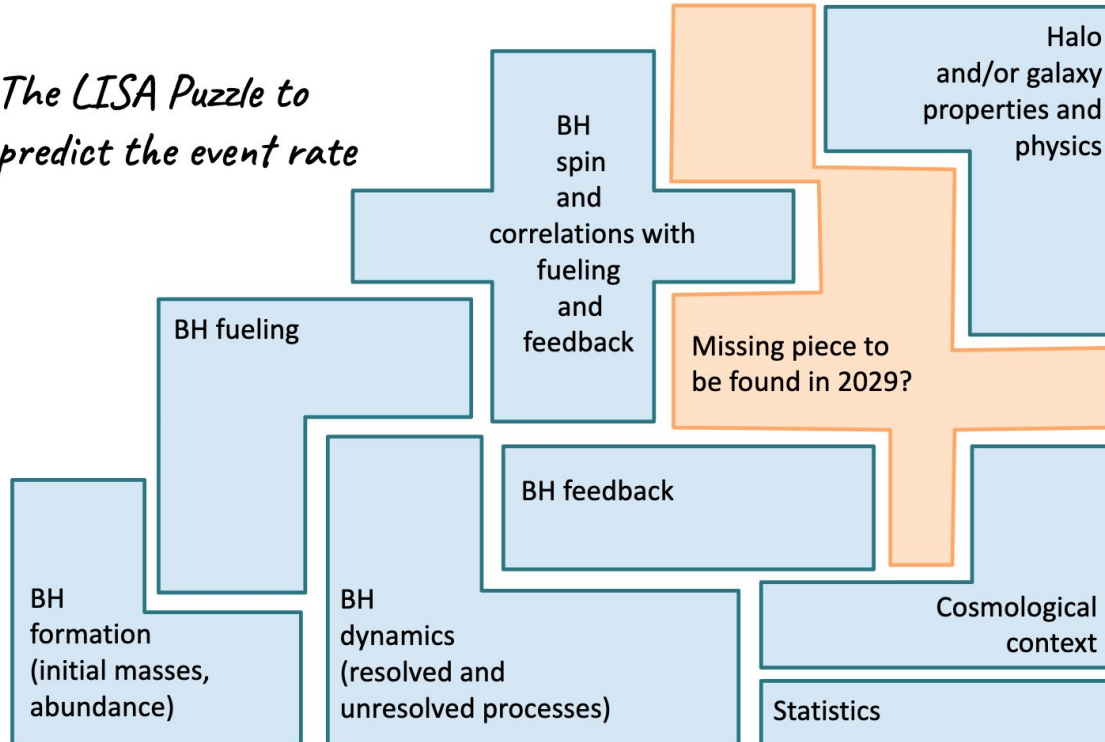 The LISA Puzzle to
predict the event rate
Halo
and/or galaxy
properties and
physics
BH
spin
and
correlations with
fueling
and
feedback
BH fueling
Missing piece to
be found in 2029?
BH feedback
BH
formation
(initial masses,
abundance)
BH
dynamics
(resolved and
unresolved processes)
Cosmological
context
Statistics